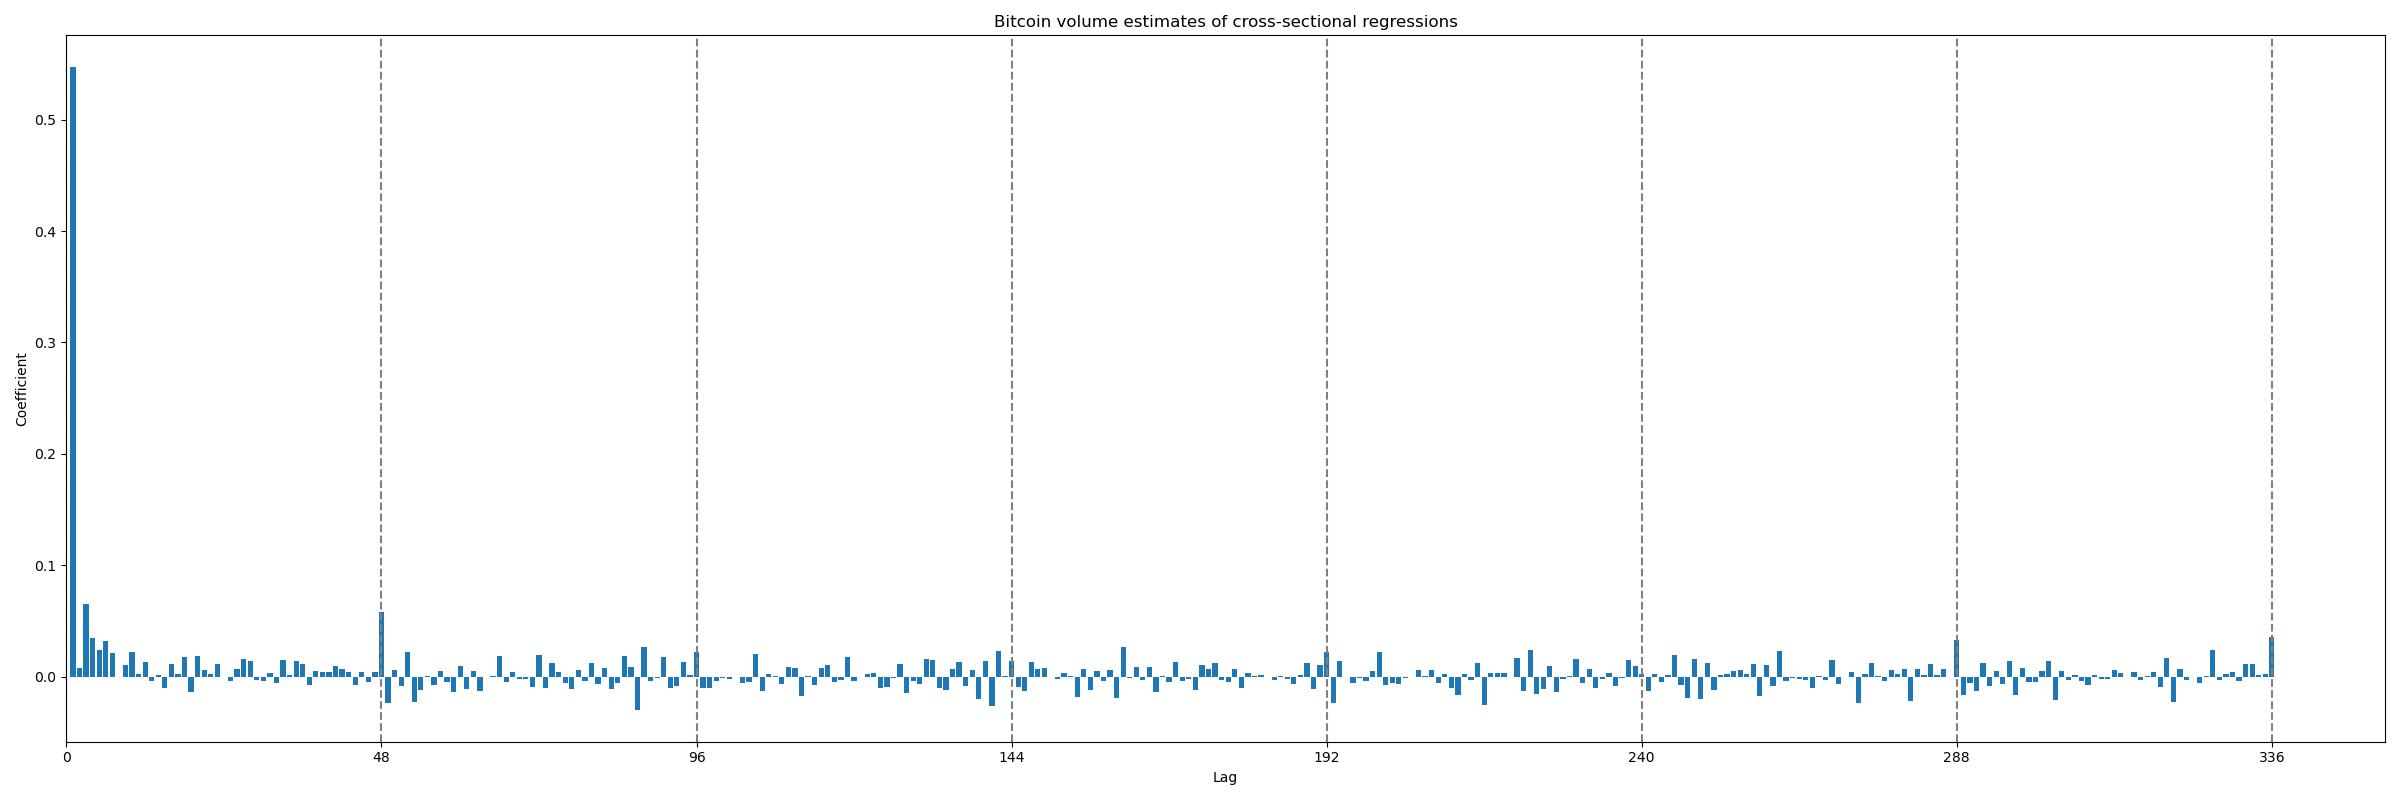 Bitcoin volume estimates of cross-sectional regressions
Coefficient
0.5
0.4
0.3
0.2
0.1
0.0
0 48 96 144 192 240 288 336
Lag